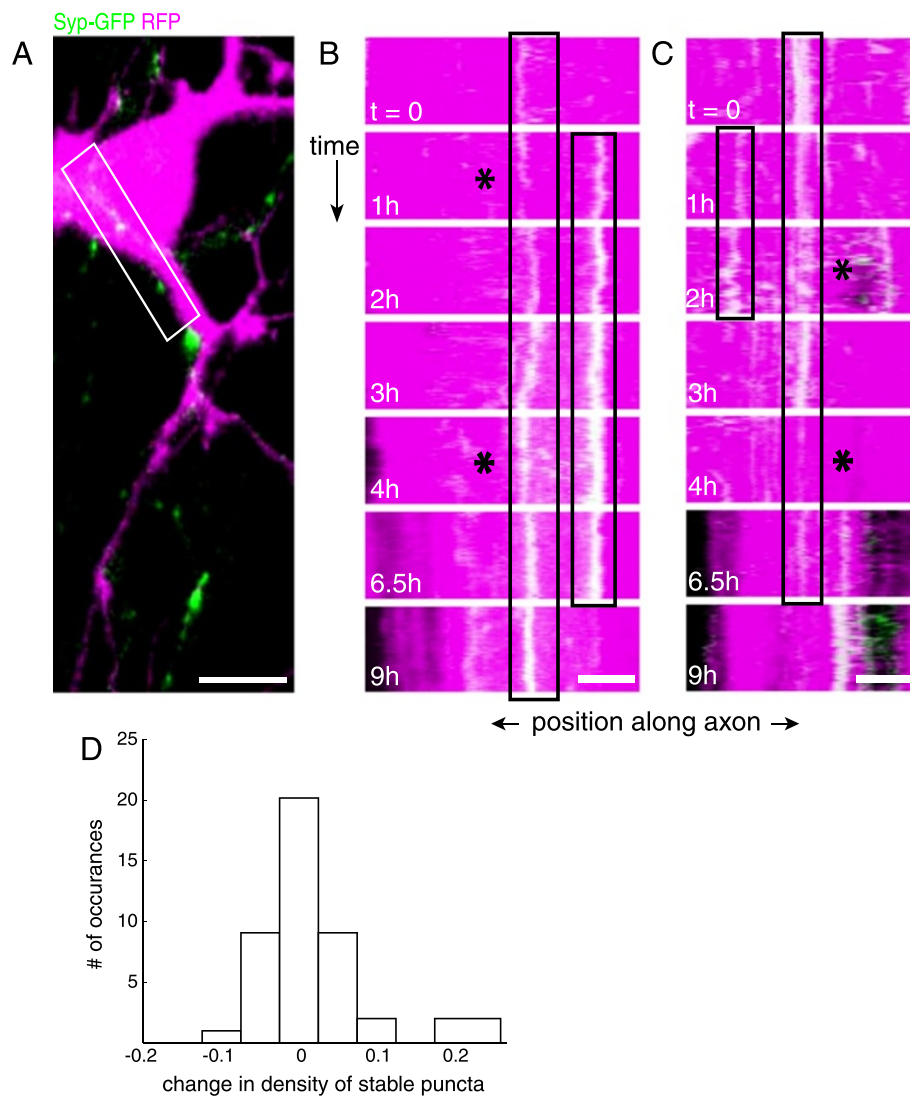 Syp-GFP RFP
A
B
C
time
t = 0
1h
2h
3h
4h
6.5h
9h
t = 0
1h
2h
3h
4h
6.5h
9h
← position along axon →
D
25
20
15
10
5
# of occurances
-0.2
-0.1
0
0.1
0.2
change in density of stable puncta